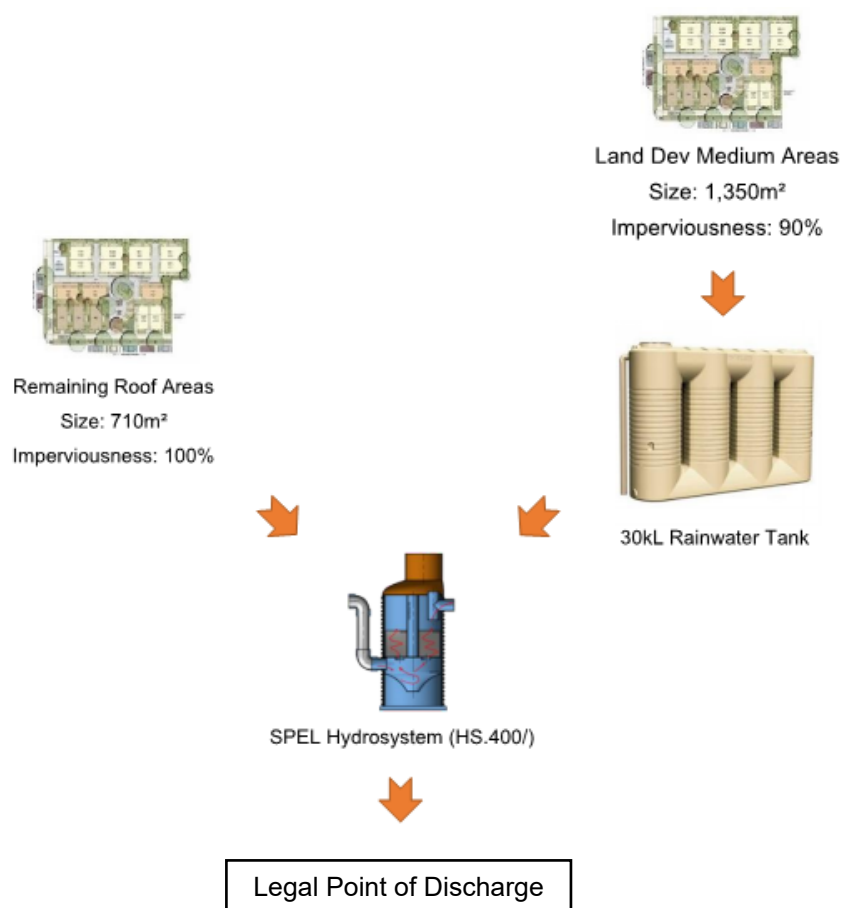 Land Dev Medium Areas
Size: 1,350m²
Imperviousness: 90%
Remaining Roof Areas
Size: 710m²
Imperviousness: 100%
30kL Rainwater Tank
SPEL Hydrosystem (HS.400/)
Legal Point of Discharge